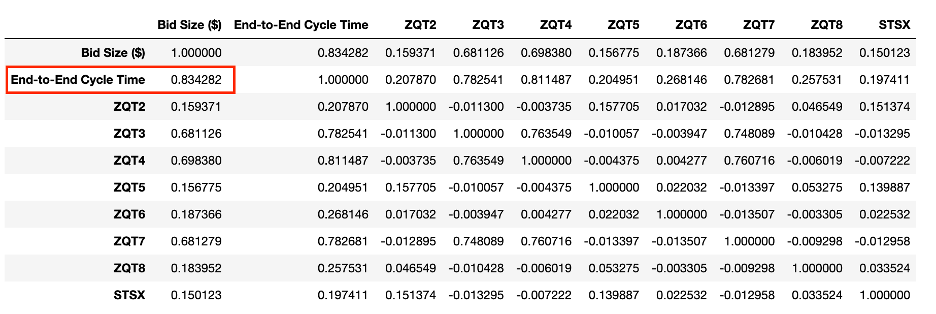 Bid Size ($) End-to-End Cycle Time ZQT2 ZQT3 ZQT4 ZQT5 ZQT6 ZQT7 ZQT8 STSX
Bid Size ($) 1.000000 0.834282 0.159371 0.681126 0.698380 0.156775 0.187366 0.681279 0.183952 0.150123
End-to-End Cycle Time 0.834282 1.000000 0.207870 0.782541 0.811487 0.204951 0.268146 0.782681 0.257531 0.197411
ZQT2 0.159371 0.207870 1.000000 -0.011300 -0.003735 0.157705 0.017032 -0.012895 0.046549 0.151374
ZQT3 0.681126 0.782541 -0.011300 1.000000 0.763549 -0.010057 -0.003947 0.748089 -0.010428 -0.013295
ZQT4 0.698380 0.811487 -0.003735 0.763549 1.000000 -0.004375 0.004277 0.760716 -0.006019 -0.007222
ZQT5 0.156775 0.204951 0.157705 -0.010057 -0.004375 1.000000 0.022032 -0.013397 0.053275 0.139887
ZQT6 0.187366 0.268146 0.017032 -0.003947 0.004277 0.022032 1.000000 -0.013507 -0.003305 0.022532
ZQT7 0.681279 0.782681 -0.012895 0.748089 0.760716 -0.013397 -0.013507 1.000000 -0.009298 -0.012958
ZQT8 0.183952 0.257531 0.046549 -0.010428 -0.006019 0.053275 -0.003305 -0.009298 1.000000 0.033524
STSX 0.150123 0.197411 0.151374 -0.013295 -0.007222 0.139887 0.022532 -0.012958 0.033524 1.000000